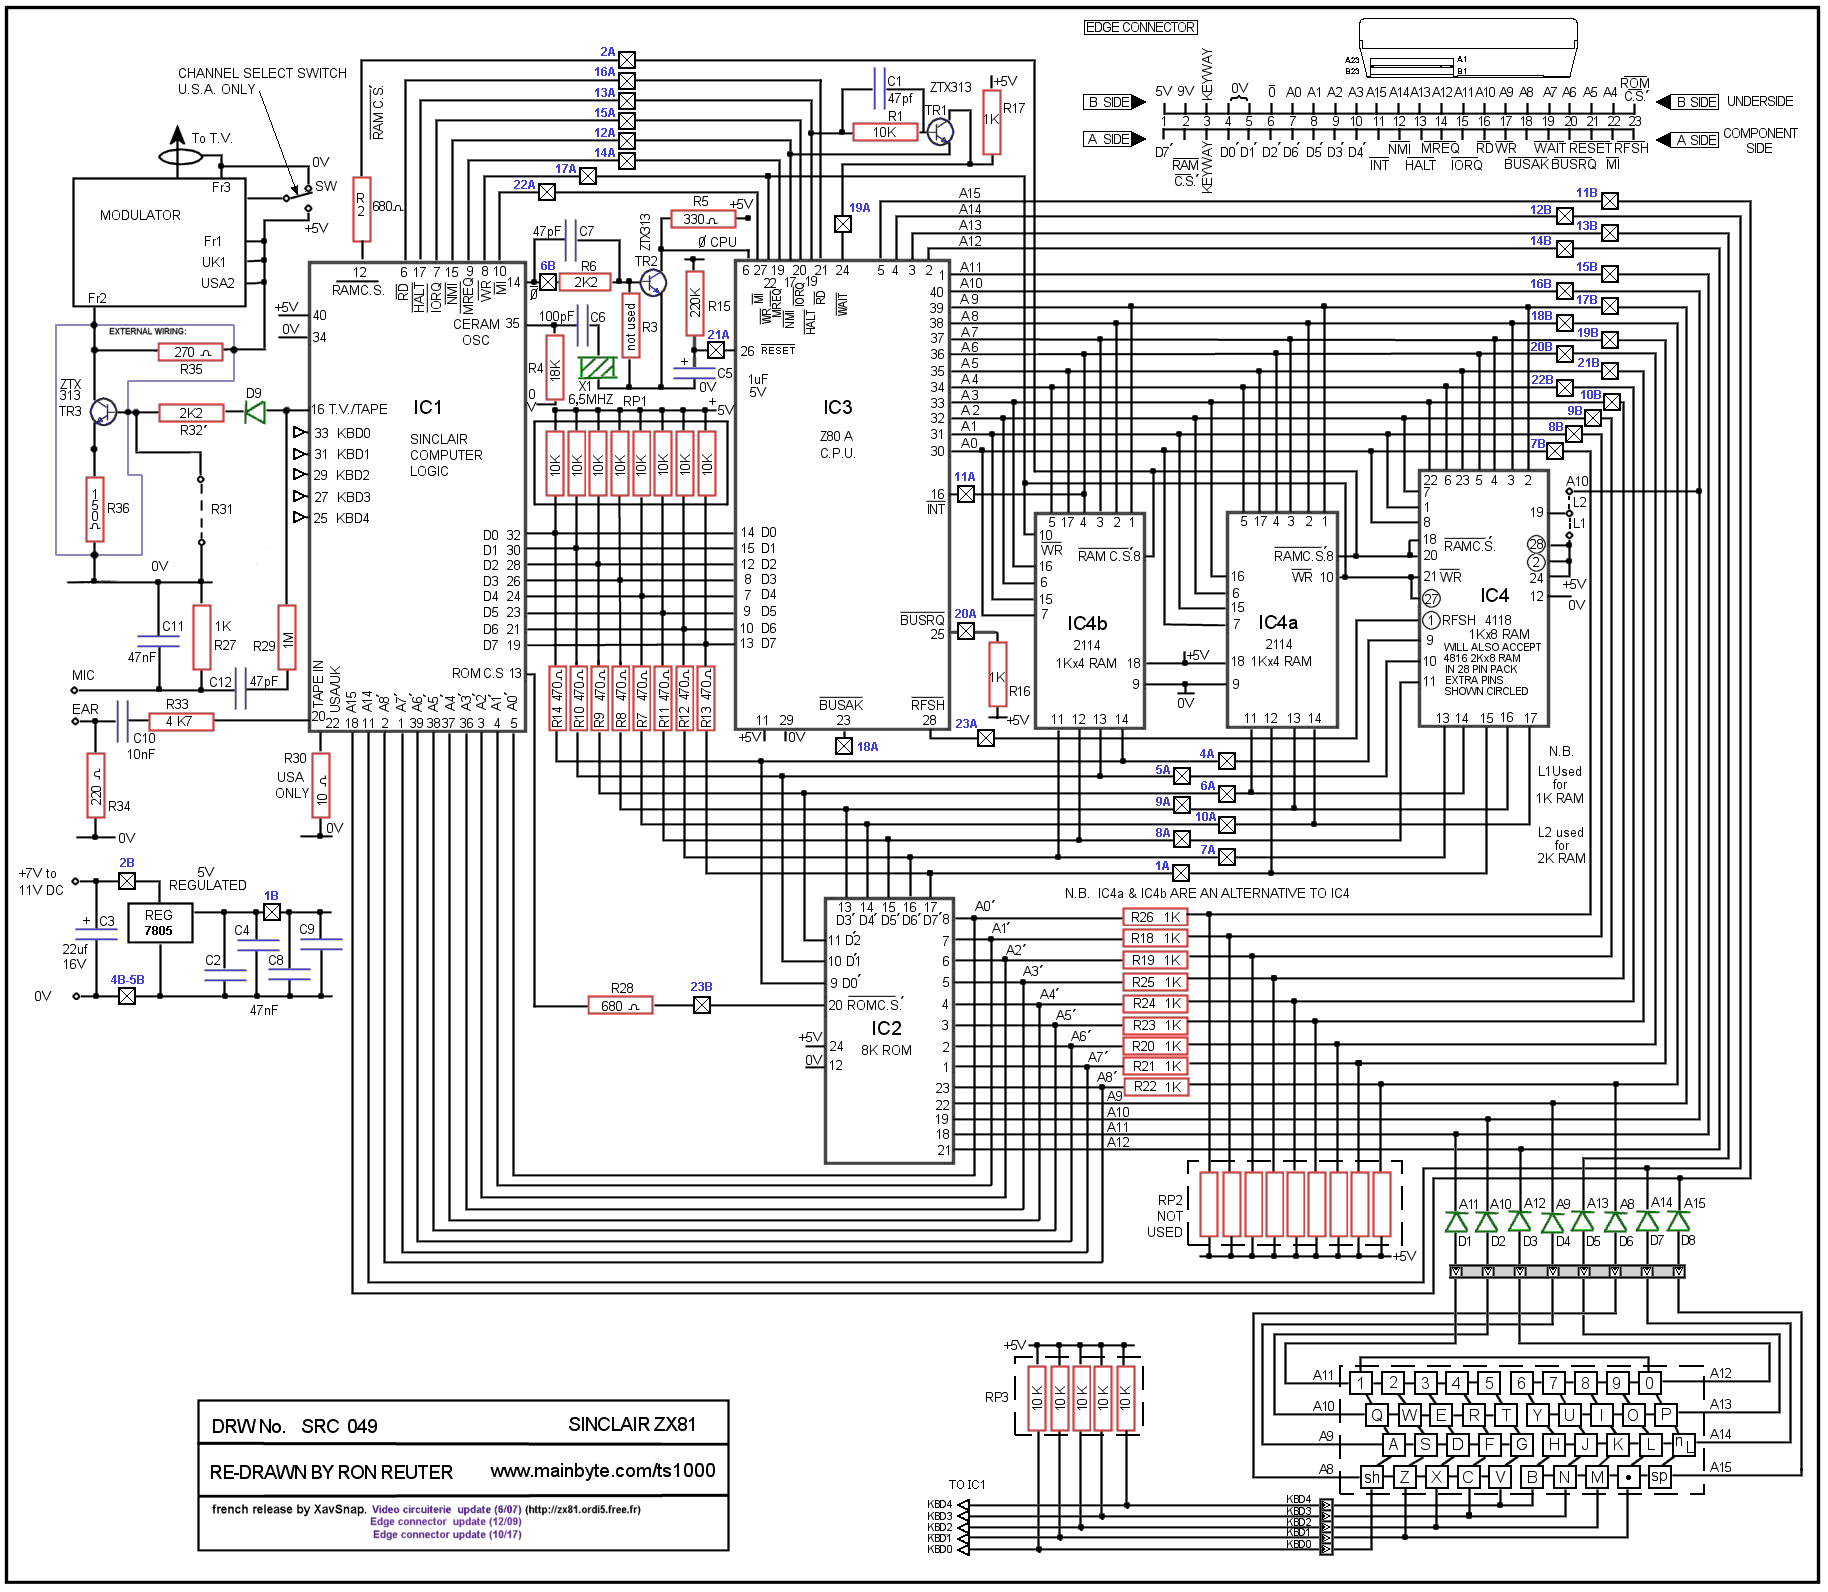 EDGE CONNECTOR
A23 A1
B23 B1
B SIDE 5V 9V KEYWAY 0V Ō A0 A1 A2 A3 A15 A14 A13 A12 A11 A10 A9 A8 A7 A6 A5 A4 ROM C.S.' B SIDE UNDERSIDE
1 2 3 4 5 6 7 8 9 10 11 12 13 14 15 16 17 18 19 20 21 22 23
A SIDE D7' RAM C.S.' KEYWAY D0' D1' D2' D6' D5' D3' D4' INT NMI HALT MREQ IORQ RD WR BUSAK WAIT BUSRQ RESET MI RFSH A SIDE COMPONENT SIDE
CHANNEL SELECT SWITCH
U.S.A. ONLY
To T.V.
0V
SW
+5V
Fr3
MODULATOR
Fr1
UK1
USA2
Fr2
EXTERNAL WIRING:
270 Ω
R35
ZTX
313
TR3
2K2
R32'
D9
150Ω
R36
R31
0V
C11
47nF
1K
R27
R29
1M
MIC
C12
47pF
EAR
R33
4 K7
C10
10nF
220 Ω
R34
0V
R30
USA
ONLY
10 Ω
0V
+7V to
11V DC
2B
5V
REGULATED
1B
REG
7805
+
C3
22uf
16V
C4
C9
C2
C8
47nF
4B-5B
0V
2A
16A
13A
15A
12A
14A
17A
22A
RAM C.S.'
R2
680Ω
12 6 17 7 15 9 8 10
RAMC.S. RD HALT IORQ NMI MREQ WR MI
14
Ø
+5V
40
0V
34
CERAM 35
OSC
16 T.V./TAPE
33 KBD0
31 KBD1
29 KBD2
27 KBD3
25 KBD4
IC1
SINCLAIR
COMPUTER
LOGIC
D0 32
D1 30
D2 28
D3 26
D4 24
D5 23
D6 21
D7 19
ROM C.S 13
TAPE IN
USA/UK
A15 A14 A8' A7' A6' A5' A4' A3' A2' A1' A0'
20 22 18 11 2 1 39 38 37 36 3 4 5
47pF
C7
6B
R6
2K2
ZTX313
TR2
R5
330Ω
+5V
Ø CPU
100pF
C6
R4
18K
X1
6,5MHZ
not used
R3
220K
R15
21A
+
C5
1uF
5V
0V
0V
RP1
+5V
10K 10K 10K 10K 10K 10K 10K 10K
R14 470Ω
R10 470Ω
R9 470Ω
R8 470Ω
R7 470Ω
R11 470Ω
R12 470Ω
R13 470Ω
C1
47pf
R1
10K
ZTX313
TR1
+5V
1K
R17
19A
6 27 22 19 17 20 19 21 24 5 4 3 2
WR MI MREQ NMI IORQ HALT RD WAIT
26 RESET
IC3
Z80 A
C.P.U.
14 D0
15 D1
12 D2
8 D3
7 D4
9 D5
10 D6
13 D7
BUSAK
23
RFSH
28
11 29
+5V 0V
18A
BUSRQ
25
16
INT
11A
20A
1K
R16
+5V
23A
A15
A14
A13
A12
1 A11
40 A10
39 A9
38 A8
37 A7
36 A6
35 A5
34 A4
33 A3
32 A2
31 A1
30 A0
11B
12B
13B
14B
15B
16B
17B
18B
19B
20B
21B
22B
10B
9B
8B
7B
5 17 4 3 2 1
10
WR
RAM C.S.' 8
16
6
15
7
IC4b
2114
1Kx4 RAM
18
9
11 12 13 14
+5V
0V
5 17 4 3 2 1
RAMC.S.' 8
WR 10
16
6
15
7
IC4a
2114
1Kx4 RAM
18
9
11 12 13 14
22 6 23 5 4 3 2
7
1
8
18
20
RAMC.S.'
21 WR
27
1 RFSH
9
10
11
IC4
4118
1Kx8 RAM
WILL ALSO ACCEPT
4816 2Kx8 RAM
IN 28 PIN PACK
EXTRA PINS
SHOWN CIRCLED
13 14 15 16 17
A10
L2
19
L1
28
2
24
+5V
12
0V
N.B.
L1Used
for
1K RAM
L2 used
for
2K RAM
4A
5A
6A
9A
10A
8A
7A
1A
N.B. IC4a & IC4b ARE AN ALTERNATIVE TO IC4
13 14 15 16 17
D3' D4' D5' D6' D7'
11 D'2
10 D'1
9 D0'
20 ROMC.S.'
IC2
8K ROM
+5V
24
0V
12
R28
680 Ω
23B
8 A0'
7 A1'
6 A2'
5 A3'
4 A4'
3 A5'
2 A6'
1 A7'
23 A8'
22 A9
19 A10
18 A11
21 A12
R26 1K
R18 1K
R19 1K
R25 1K
R24 1K
R23 1K
R20 1K
R21 1K
R22 1K
RP2
NOT
USED
+5V
A11 A10 A12 A9 A13 A8 A14 A15
D1 D2 D3 D4 D5 D6 D7 D8
A11 1 2 3 4 5 6 7 8 9 0 A12
A10 Q W E R T Y U I O P A13
A9 A S D F G H J K L nL A14
A8 sh Z X C V B N M . sp A15
+5V
RP3
10K 10K 10K 10K 10K
TO IC1
KBD4 KBD4
KBD3 KBD3
KBD2 KBD2
KBD1 KBD1
KBD0 KBD0
DRW No. SRC 049 SINCLAIR ZX81
RE-DRAWN BY RON REUTER www.mainbyte.com/ts1000
french release by XavSnap. Video circuiterie update (6/07) (http://zx81.ordi5.free.fr)
Edge connector update (12/09)
Edge connector update (10/17)